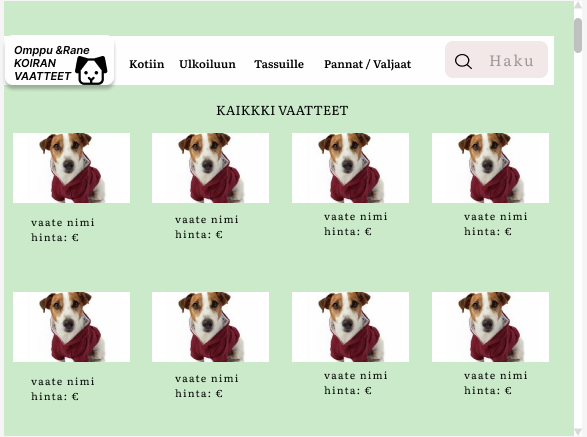 Omppu &Rane
KOIRAN
VAATTEET
Kotiin Ulkoiluun Tassuille Pannat / Valjaat
Haku
KAIKKKI VAATTEET
vaate nimi
hinta: €
vaate nimi
hinta: €
vaate nimi
hinta: €
vaate nimi
hinta: €
vaate nimi
hinta: €
vaate nimi
hinta: €
vaate nimi
hinta: €
vaate nimi
hinta: €